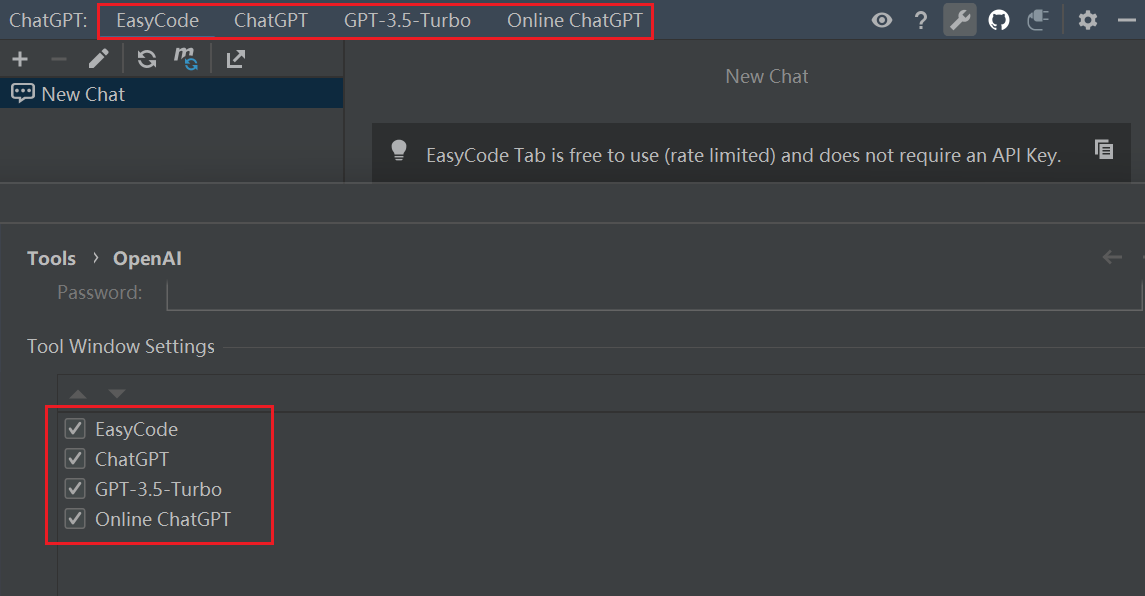 ChatGPT: EasyCode ChatGPT GPT-3.5-Turbo Online ChatGPT
New Chat
New Chat
EasyCode Tab is free to use (rate limited) and does not require an API Key.
Tools › OpenAI
Password:
Tool Window Settings
EasyCode
ChatGPT
GPT-3.5-Turbo
Online ChatGPT